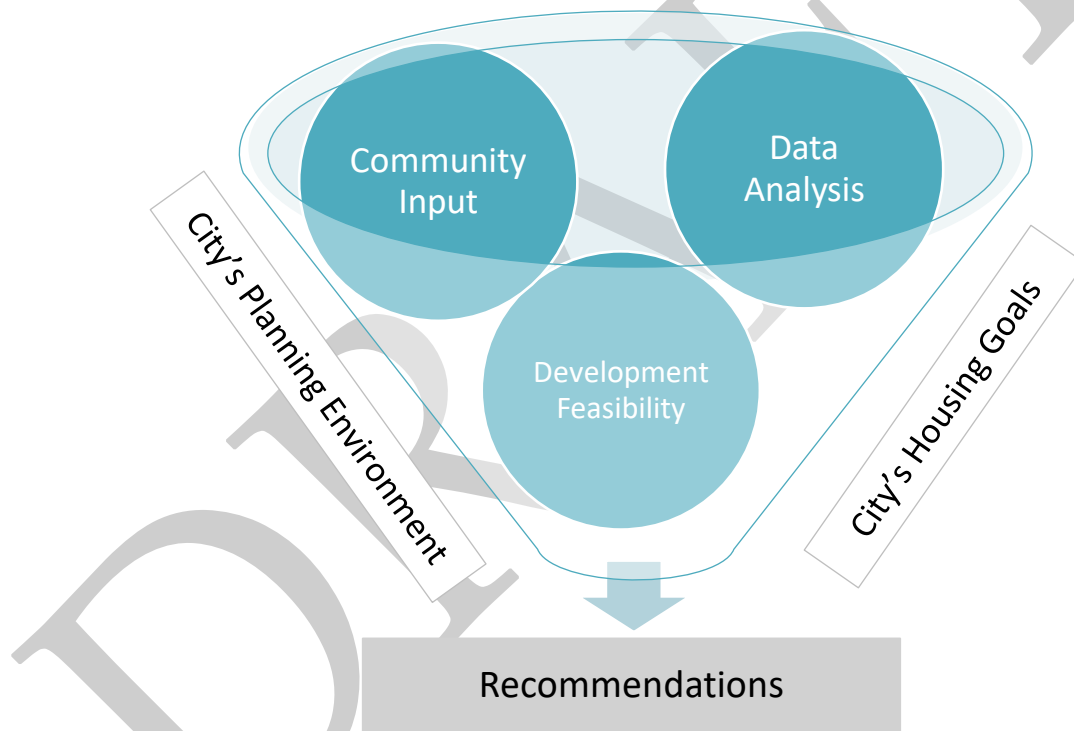 Community
Input
Data
Analysis
City's Planning Environment
Development
Feasibility
City's Housing Goals
Recommendations